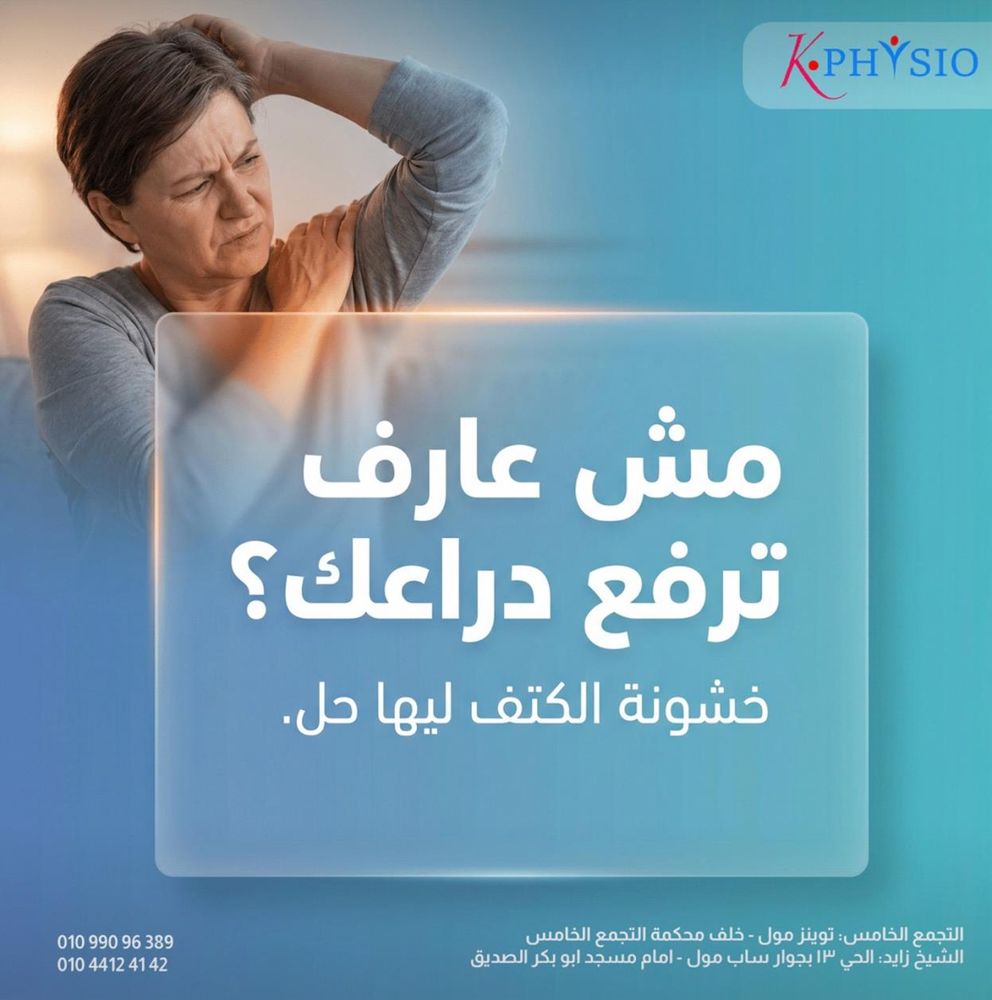 K·PHYSIO
مش عارف
ترفع دراعك؟
خشونة الكتف ليها حل.
التجمع الخامس: توينز مول - خلف محكمة التجمع الخامس
الشيخ زايد: الحي ١٣ بجوار ساب مول - امام مسجد ابو بكر الصديق
010 990 96 389
010 4412 41 42